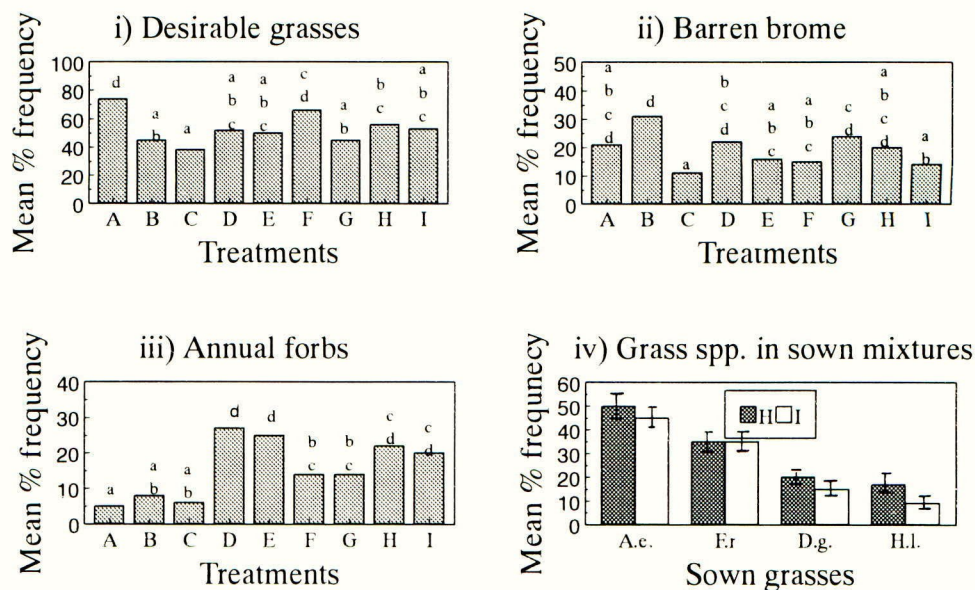 i) Desirable grasses
Mean % frequency
100
80
60
40
20
0
d
a
b
a
a
b
c
a
b
c
c
d
a
b
b
c
a
b
c
A B C D E F G H I
Treatments
ii) Barren brome
Mean % frequency
50
40
30
20
10
0
a
b
c
d
d
a
b
c
d
a
b
c
a
b
c
c
d
a
b
c
d
a
b
A B C D E F G H I
Treatments
iii) Annual forbs
Mean % frequency
40
30
20
10
0
a
a
b
a
b
d
d
b
c
b
c
c
d
c
d
A B C D E F G H I
Treatments
iv) Grass spp. in sown mixtures
Mean % frequnecy
60
50
40
30
20
10
0
H I
A.e. F.r D.g. H.l.
Sown grasses